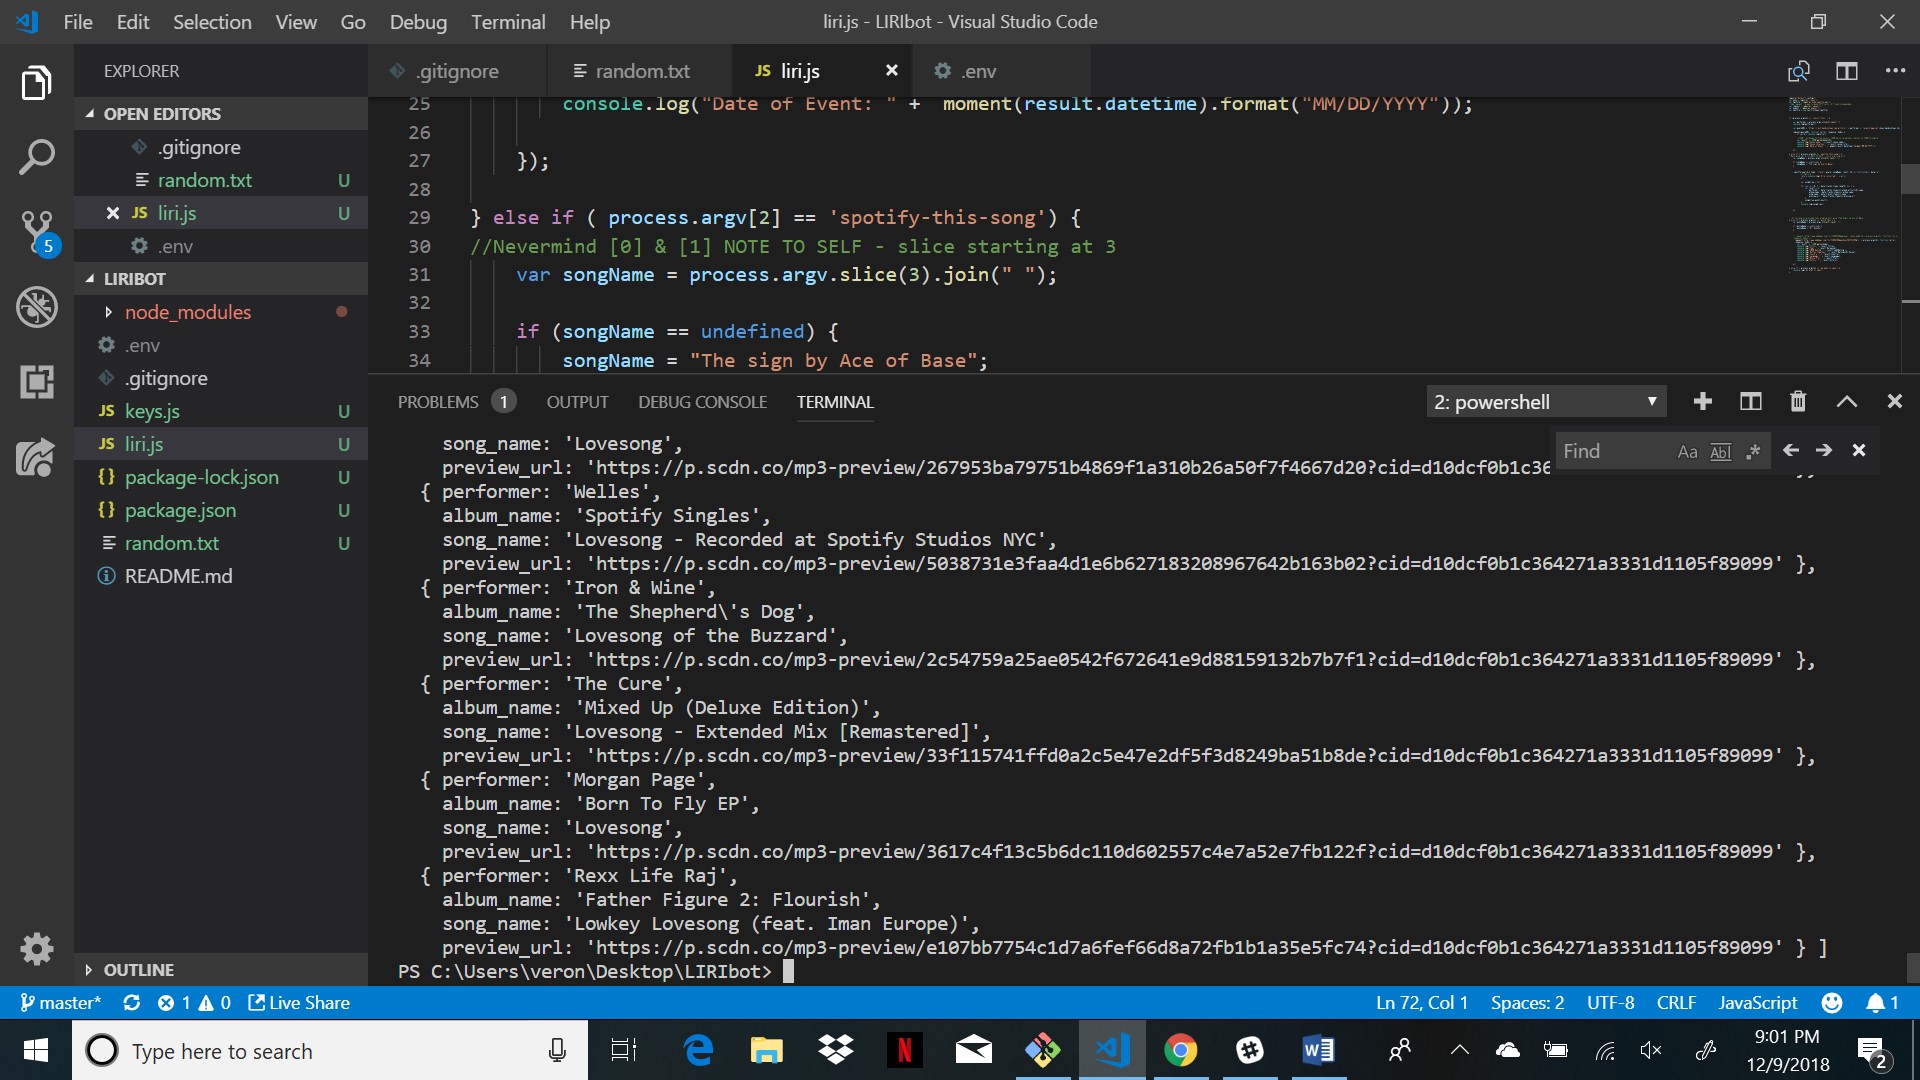 File Edit Selection View Go Debug Terminal Help
liri.js - LIRIbot - Visual Studio Code
EXPLORER
OPEN EDITORS
.gitignore
random.txt U
JS liri.js U
.env
LIRIBOT
node_modules
.env
.gitignore
JS keys.js U
JS liri.js U
{} package-lock.json U
{} package.json U
random.txt U
README.md
OUTLINE
5
.gitignore random.txt JS liri.js .env
25 console.log("Date of Event: " + moment(result.datetime).format("MM/DD/YYYY"));
26
27 });
28
29 } else if ( process.argv[2] == 'spotify-this-song') {
30 //Nevermind [0] & [1] NOTE TO SELF - slice starting at 3
31 var songName = process.argv.slice(3).join(" ");
32
33 if (songName == undefined) {
34 songName = "The sign by Ace of Base";
PROBLEMS 1 OUTPUT DEBUG CONSOLE TERMINAL 2: powershell
Find Aa Abl .*
song_name: 'Lovesong',
preview_url: 'https://p.scdn.co/mp3-preview/267953ba79751b4869f1a310b26a50f7f4667d20?cid=d10dcf0b1c36
{ performer: 'Welles',
album_name: 'Spotify Singles',
song_name: 'Lovesong - Recorded at Spotify Studios NYC',
preview_url: 'https://p.scdn.co/mp3-preview/5038731e3faa4d1e6b627183208967642b163b02?cid=d10dcf0b1c364271a3331d1105f89099' },
{ performer: 'Iron & Wine',
album_name: 'The Shepherd\'s Dog',
song_name: 'Lovesong of the Buzzard',
preview_url: 'https://p.scdn.co/mp3-preview/2c54759a25ae0542f672641e9d88159132b7b7f1?cid=d10dcf0b1c364271a3331d1105f89099' },
{ performer: 'The Cure',
album_name: 'Mixed Up (Deluxe Edition)',
song_name: 'Lovesong - Extended Mix [Remastered]',
preview_url: 'https://p.scdn.co/mp3-preview/33f115741ffd0a2c5e47e2df5f3d8249ba51b8de?cid=d10dcf0b1c364271a3331d1105f89099' },
{ performer: 'Morgan Page',
album_name: 'Born To Fly EP',
song_name: 'Lovesong',
preview_url: 'https://p.scdn.co/mp3-preview/3617c4f13c5b6dc110d602557c4e7a52e7fb122f?cid=d10dcf0b1c364271a3331d1105f89099' },
{ performer: 'Rexx Life Raj',
album_name: 'Father Figure 2: Flourish',
song_name: 'Lowkey Lovesong (feat. Iman Europe)',
preview_url: 'https://p.scdn.co/mp3-preview/e107bb7754c1d7a6fef66d8a72fb1b1a35e5fc74?cid=d10dcf0b1c364271a3331d1105f89099' } ]
PS C:\Users\veron\Desktop\LIRIbot>
master* 1 0 Live Share Ln 72, Col 1 Spaces: 2 UTF-8 CRLF JavaScript 1
Type here to search
9:01 PM
12/9/2018
2